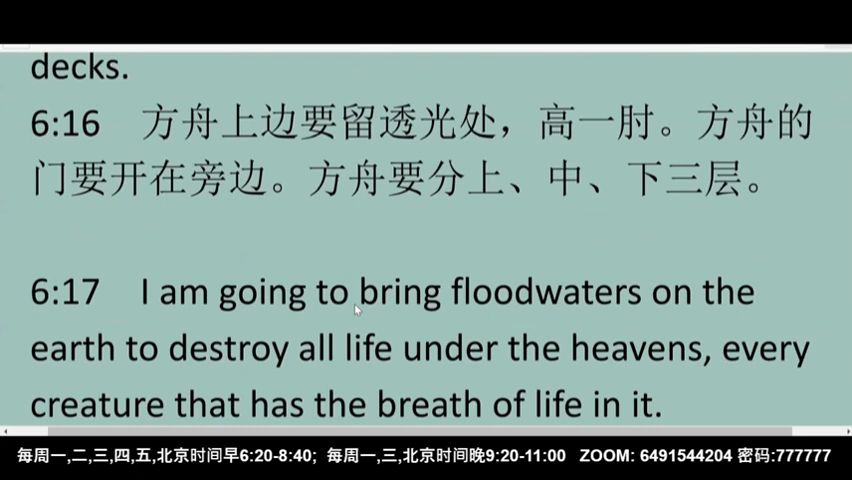 decks.
6:16 方舟上边要留透光处，高一肘。方舟的
门要开在旁边。方舟要分上、中、下三层。
6:17 I am going to bring floodwaters on the
earth to destroy all life under the heavens, every
creature that has the breath of life in it.
每周一,二,三,四,五,北京时间早6:20-8:40; 每周一,三,北京时间晚9:20-11:00 ZOOM: 6491544204 密码:777777